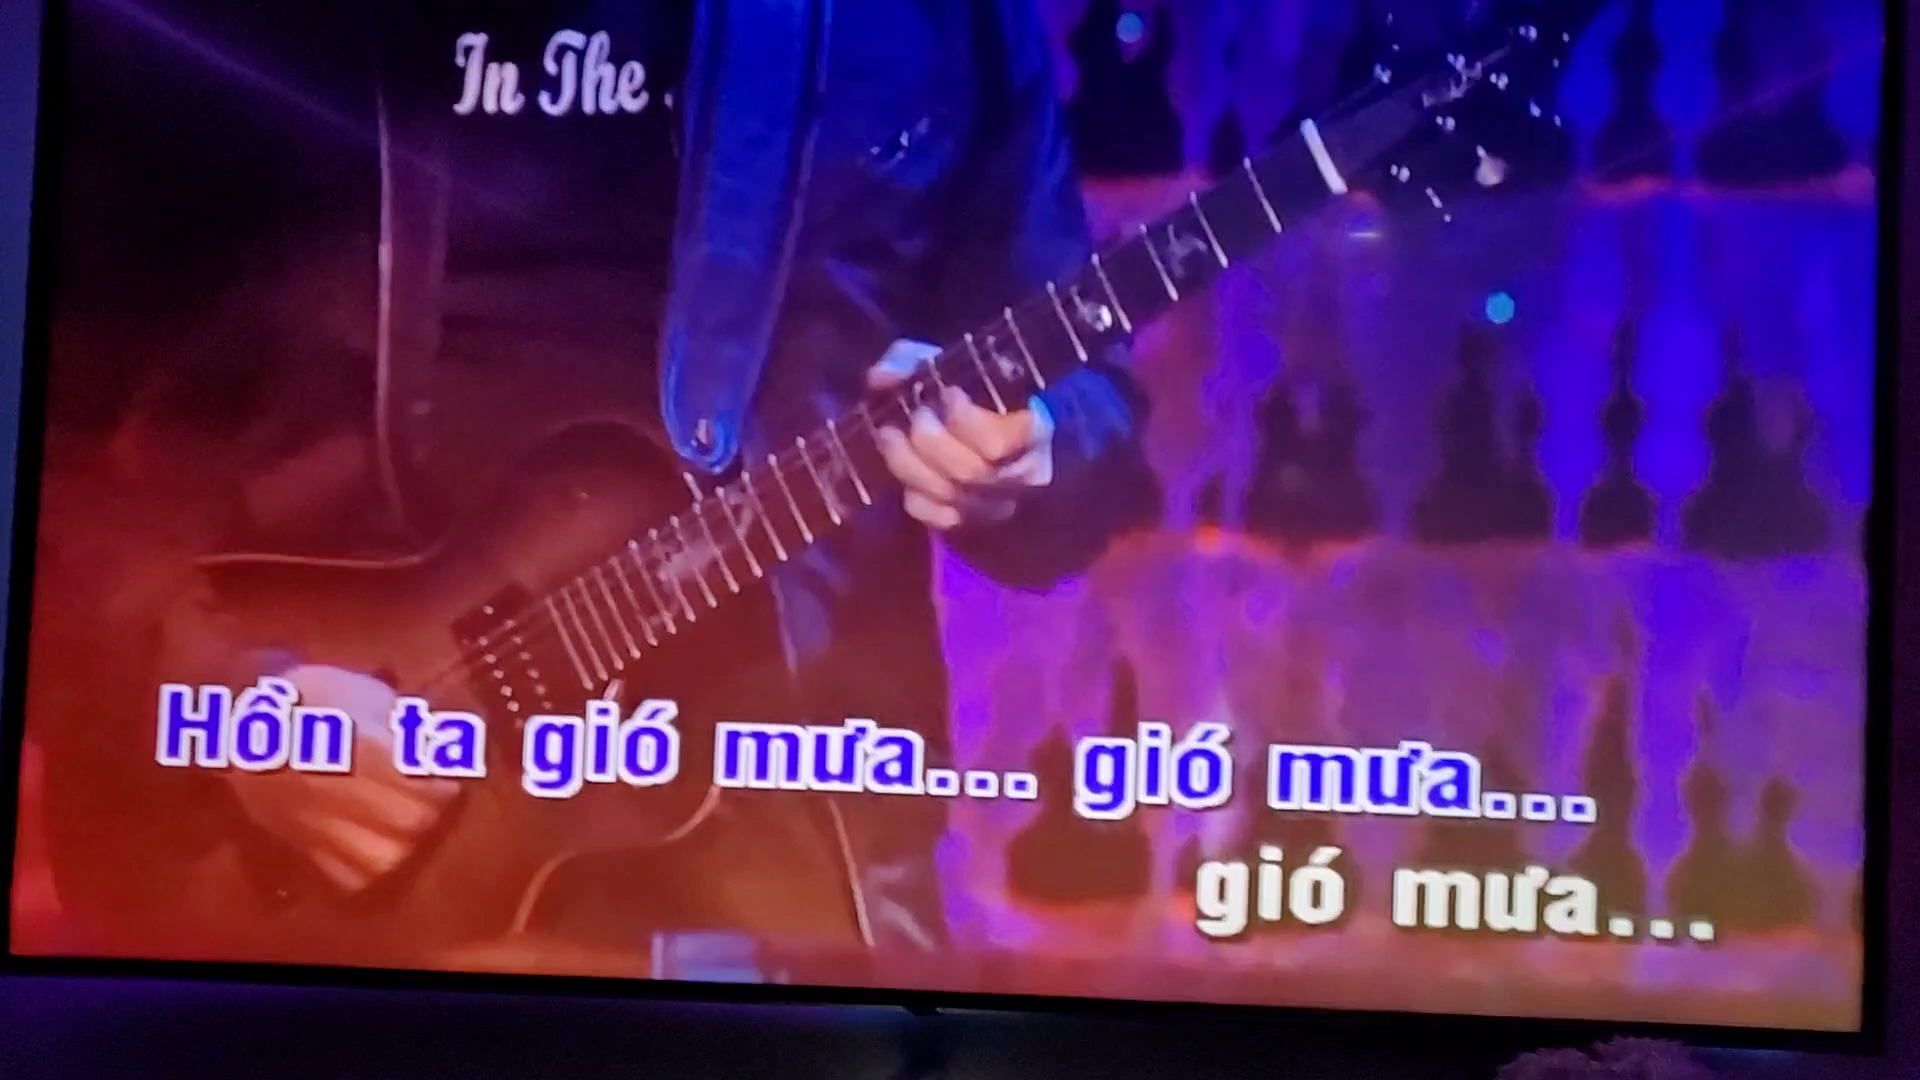 In The
Hồn ta gió mưa... gió mưa...
gió mưa...